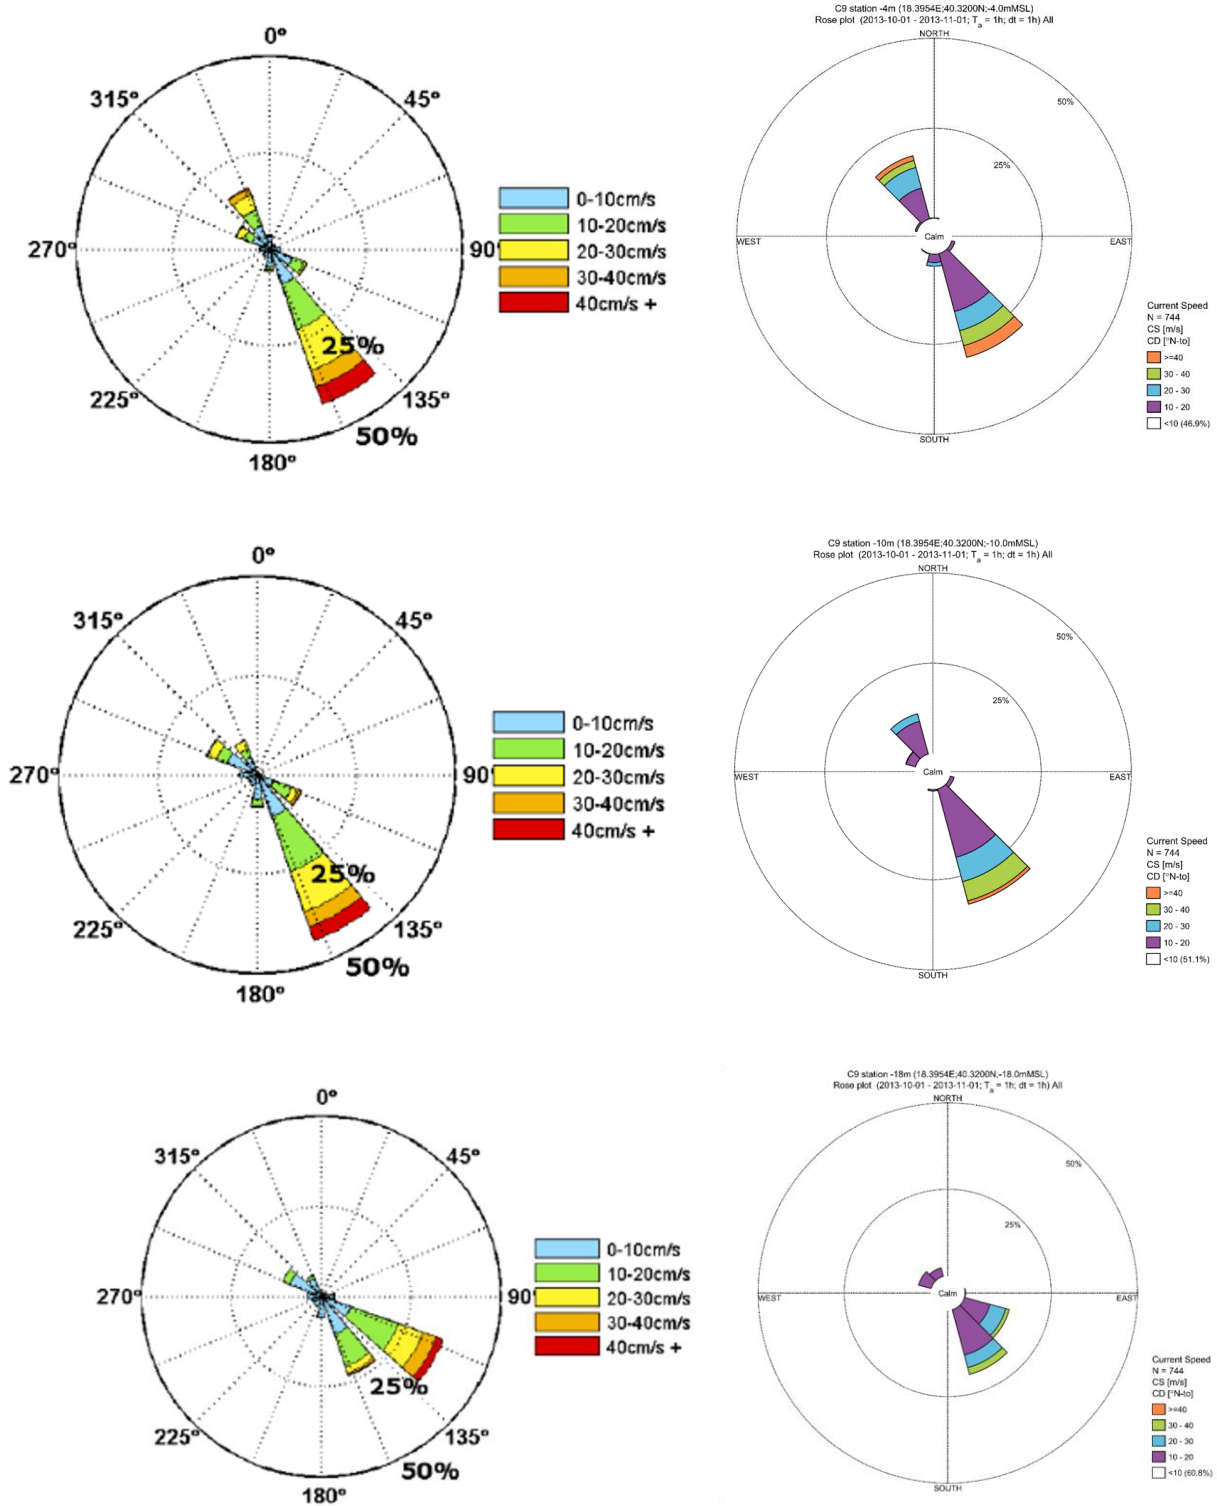 0°
315°
45°
270°
90°
225°
135°
180°
25%
50%
0-10cm/s
10-20cm/s
20-30cm/s
30-40cm/s
40cm/s +
C9 station -4m (18.3954E;40.3200N;-4.0mMSL)
Rose plot (2013-10-01 - 2013-11-01; Ta = 1h; dt = 1h) All
NORTH
50%
25%
WEST
Calm
EAST
SOUTH
Current Speed
N = 744
CS [m/s]
CD [°N-to]
>=40
30 - 40
20 - 30
10 - 20
<10 (46.9%)
0°
315°
45°
270°
90°
225°
135°
180°
25%
50%
0-10cm/s
10-20cm/s
20-30cm/s
30-40cm/s
40cm/s +
C9 station -10m (18.3954E;40.3200N;-10.0mMSL)
Rose plot (2013-10-01 - 2013-11-01; Ta = 1h; dt = 1h) All
NORTH
50%
25%
WEST
Calm
EAST
SOUTH
Current Speed
N = 744
CS [m/s]
CD [°N-to]
>=40
30 - 40
20 - 30
10 - 20
<10 (51.1%)
0°
315°
45°
270°
90°
225°
135°
180°
25%
50%
0-10cm/s
10-20cm/s
20-30cm/s
30-40cm/s
40cm/s +
C9 station -18m (18.3954E;40.3200N;-18.0mMSL)
Rose plot (2013-10-01 - 2013-11-01; Ta = 1h; dt = 1h) All
NORTH
50%
25%
WEST
Calm
EAST
SOUTH
Current Speed
N = 744
CS [m/s]
CD [°N-to]
>=40
30 - 40
20 - 30
10 - 20
<10 (60.8%)